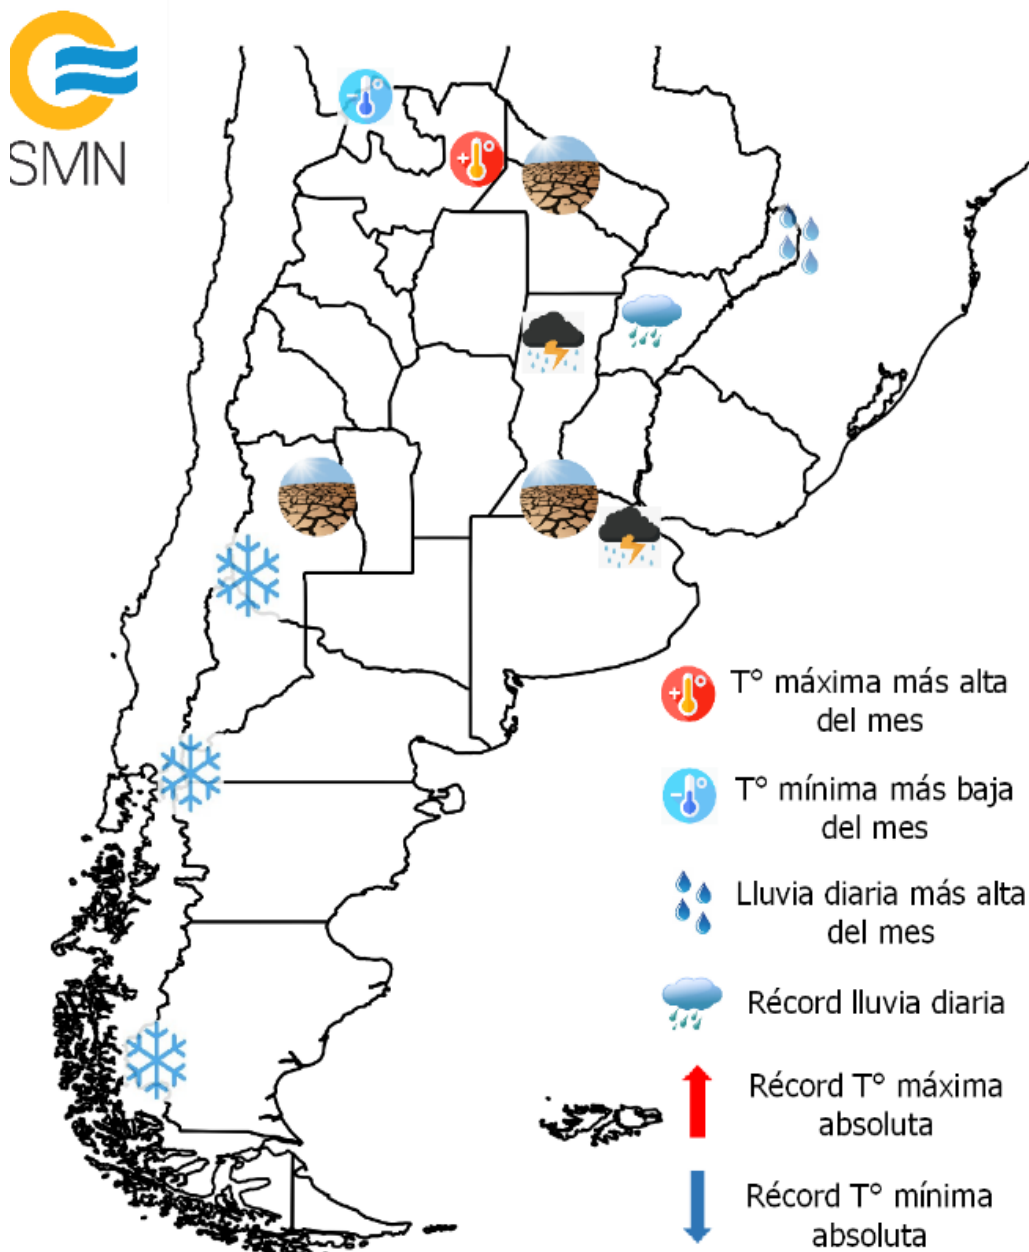 SMN
T° máxima más alta
del mes
T° mínima más baja
del mes
Lluvia diaria más alta
del mes
Récord lluvia diaria
Récord T° máxima
absoluta
Récord T° mínima
absoluta